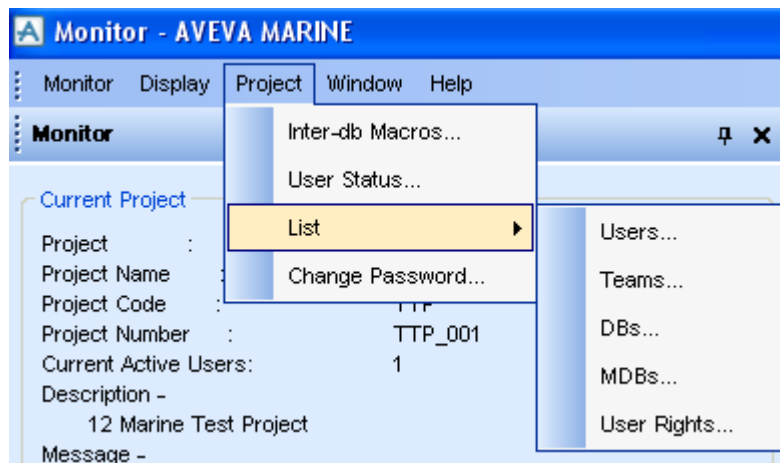 Monitor - AVEVA MARINE
Monitor Display Project Window Help
Monitor
Inter-db Macros...
User Status...
List
Change Password...
Users...
Teams...
DBs...
MDBs...
User Rights...
Current Project
Project :
Project Name :
Project Code :
Project Number : TTP_001
Current Active Users: 1
Description -
12 Marine Test Project
Message -